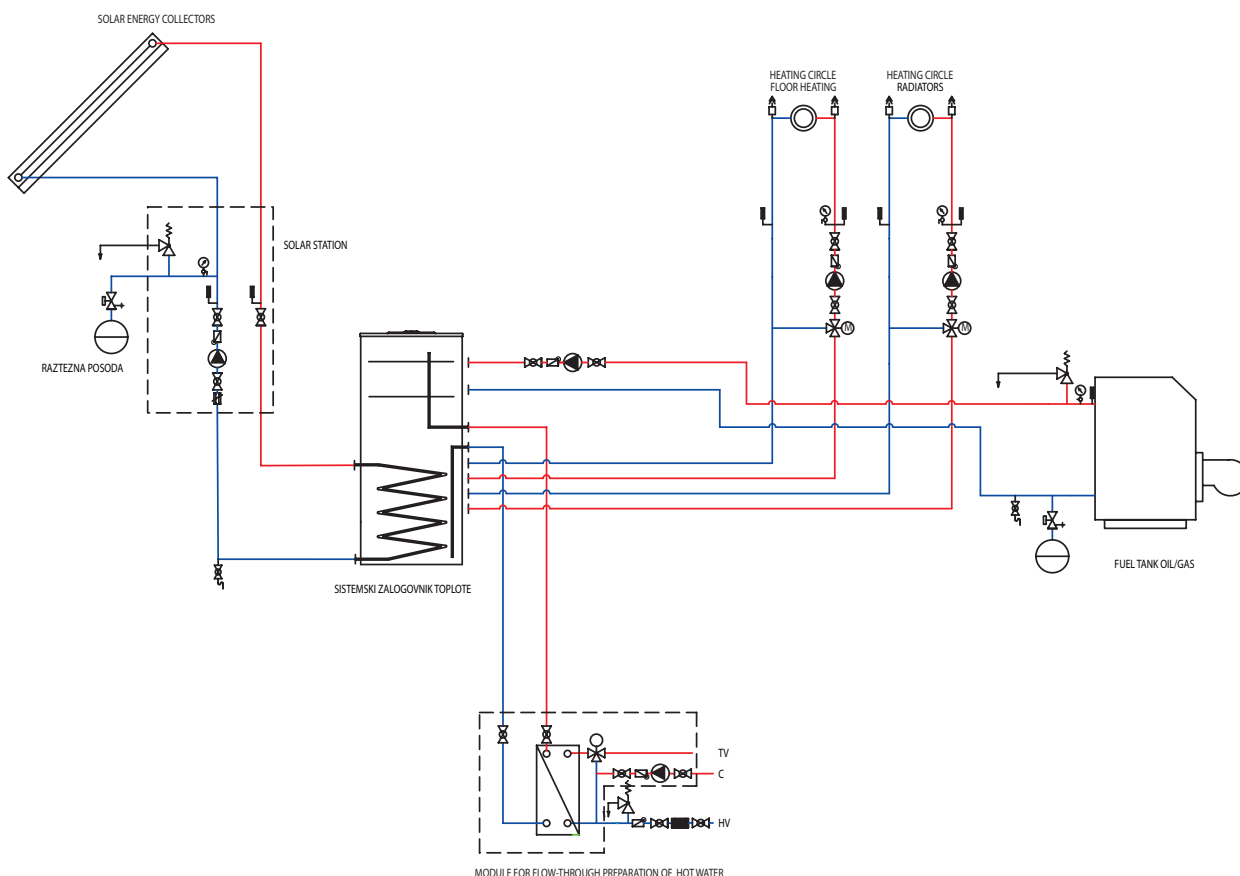 SOLAR ENERGY COLLECTORS
HEATING CIRCLE
FLOOR HEATING
HEATING CIRCLE
RADIATORS
SOLAR STATION
M
M
RAZTEZNA POSODA
SISTEMSKI ZALOGOVNIK TOPLOTE
FUEL TANK OIL/GAS
TV
C
HV
MODULE FOR FLOW-THROUGH PREPARATION OF HOT WATER